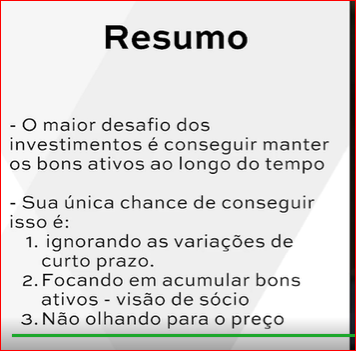 Resumo
- O maior desafio dos
investimentos é conseguir manter
os bons ativos ao longo do tempo
- Sua única chance de conseguir
isso é:
1. ignorando as variações de
curto prazo.
2. Focando em acumular bons
ativos - visão de sócio
3. Não olhando para o preço